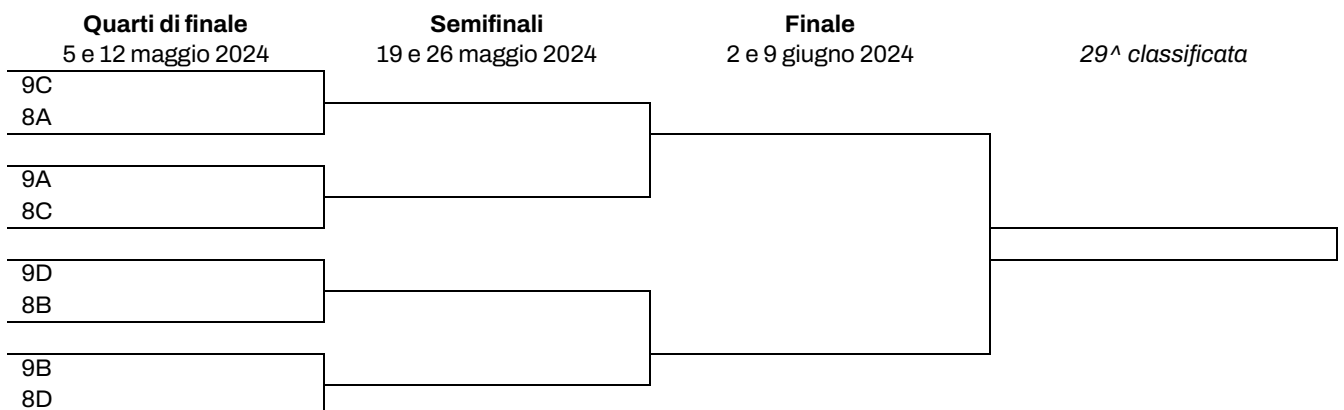 Quarti di finale Semifinali Finale
5 e 12 maggio 2024 19 e 26 maggio 2024 2 e 9 giugno 2024 29^ classificata
9C
8A
9A
8C
9D
8B
9B
8D